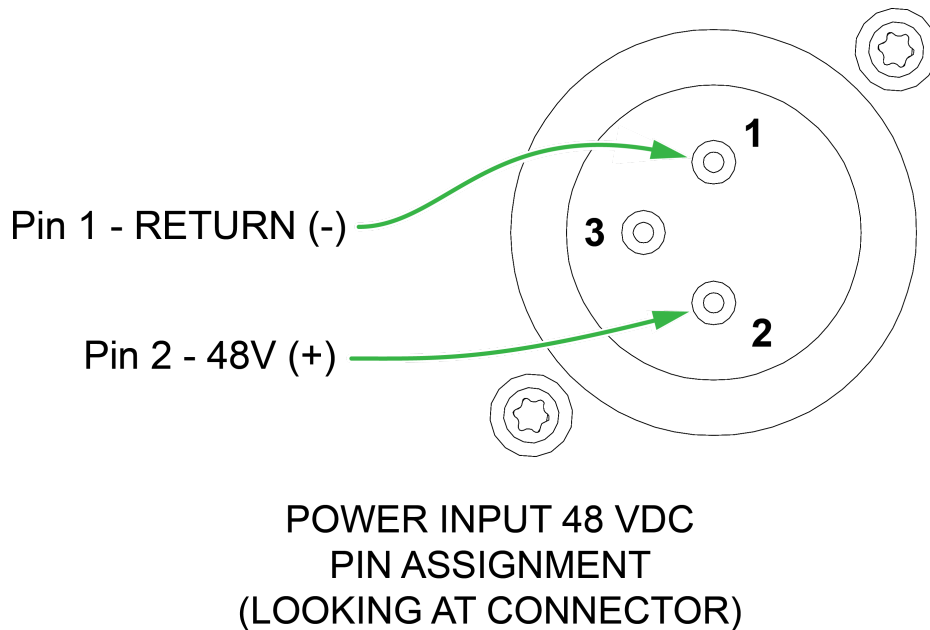 1
Pin 1 - RETURN (-)
3
2
Pin 2 - 48V (+)
POWER INPUT 48 VDC
PIN ASSIGNMENT
(LOOKING AT CONNECTOR)